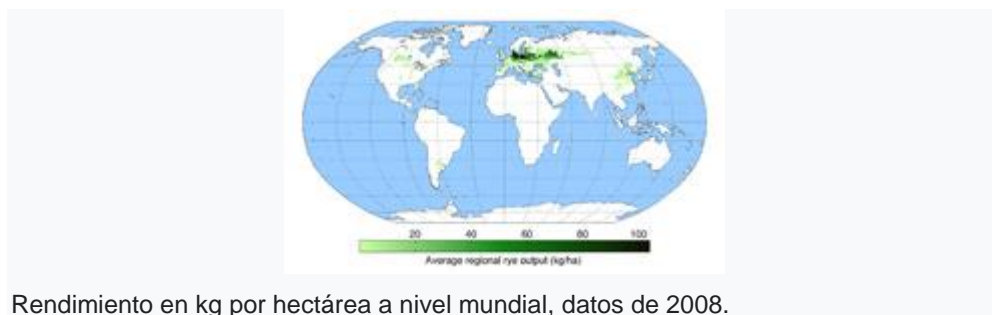 20 40 60 80 100
Average regional rye output (kg/ha)
Rendimiento en kg por hectárea a nivel mundial, datos de 2008.